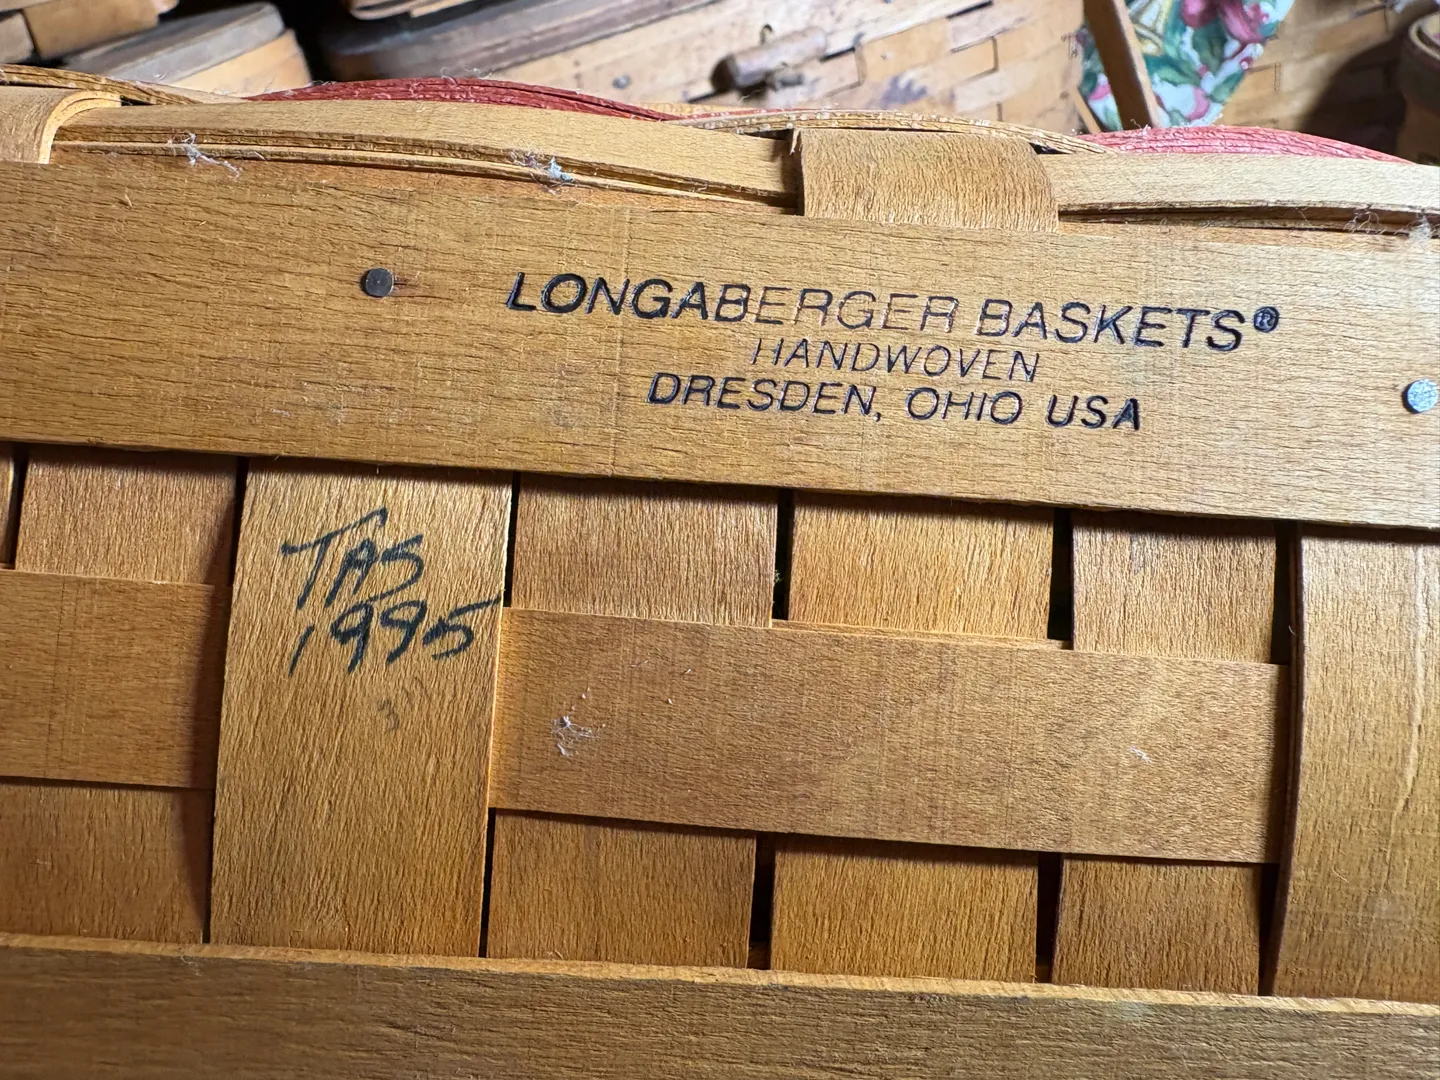 LONGABERGER BASKETS®
HANDWOVEN
DRESDEN, OHIO USA
TAS
1995